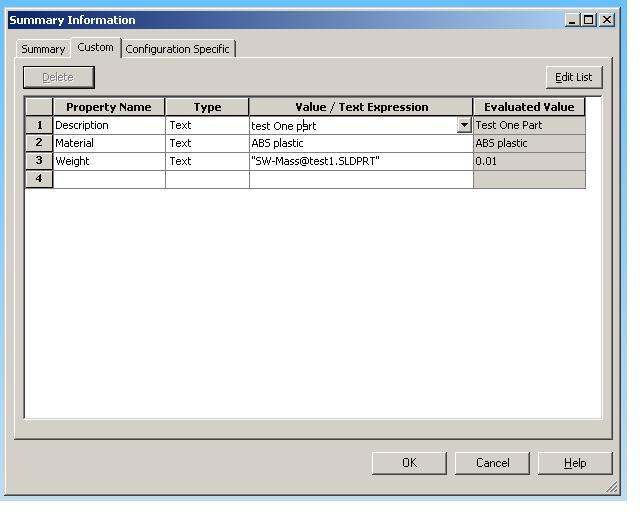 Summary Information
Summary Custom Configuration Specific
Delete Edit List
Property Name Type Value / Text Expression Evaluated Value
1 Description Text test One part Test One Part
2 Material Text ABS plastic ABS plastic
3 Weight Text "SW-Mass@test1.SLDPRT" 0.01
4
OK Cancel Help